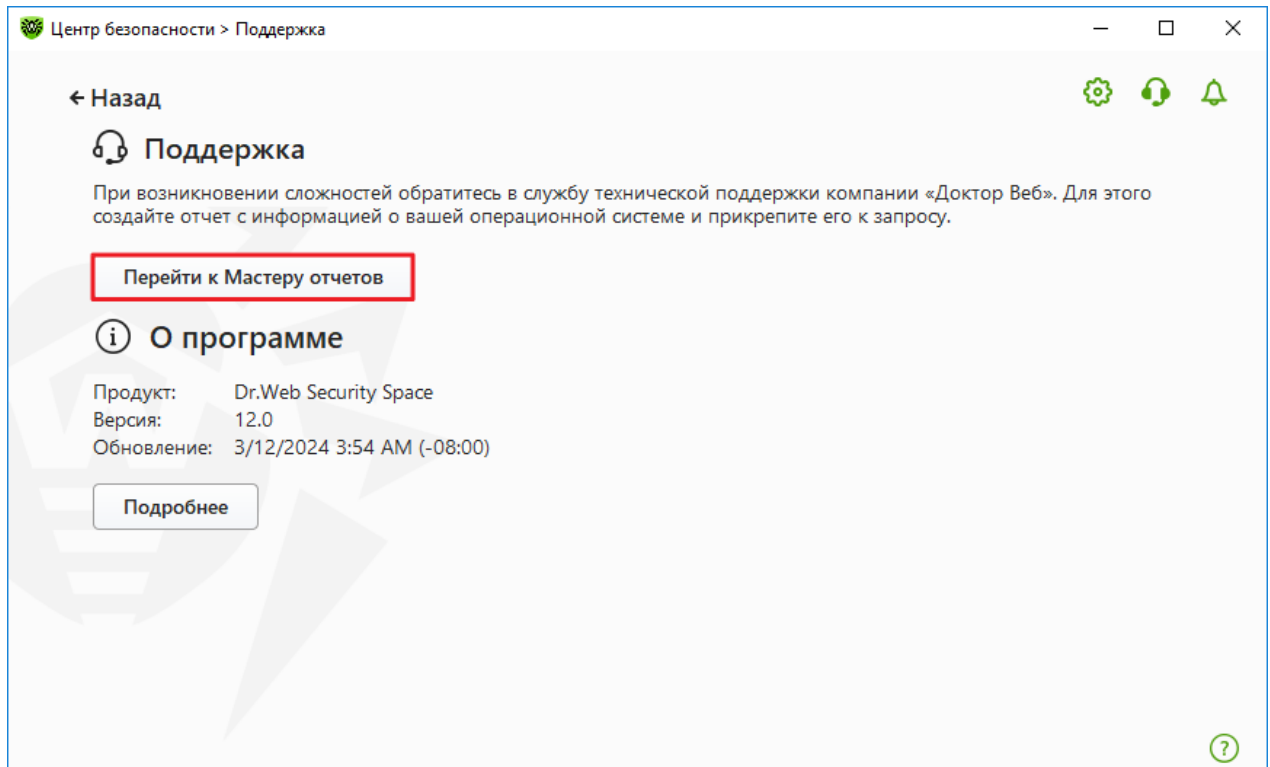 Центр безопасности > Поддержка
← Назад
Поддержка
При возникновении сложностей обратитесь в службу технической поддержки компании «Доктор Веб». Для этого
создайте отчет с информацией о вашей операционной системе и прикрепите его к запросу.
Перейти к Мастеру отчетов
О программе
Продукт: Dr.Web Security Space
Версия: 12.0
Обновление: 3/12/2024 3:54 AM (-08:00)
Подробнее